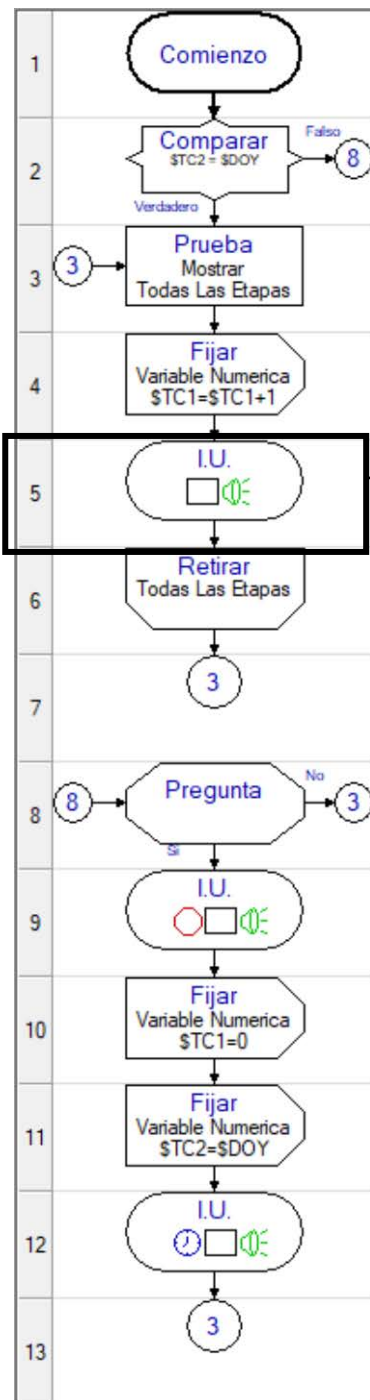 1
Comienzo
2
Comparar
$TC2 = $DOY
Falso
8
Verdadero
3
3
Prueba
Mostrar
Todas Las Etapas
4
Fijar
Variable Numerica
$TC1=$TC1+1
5
I.U.
6
Retirar
Todas Las Etapas
7
3
8
8
Pregunta
No
3
Si
9
I.U.
10
Fijar
Variable Numerica
$TC1=0
11
Fijar
Variable Numerica
$TC2=$DOY
12
I.U.
13
3